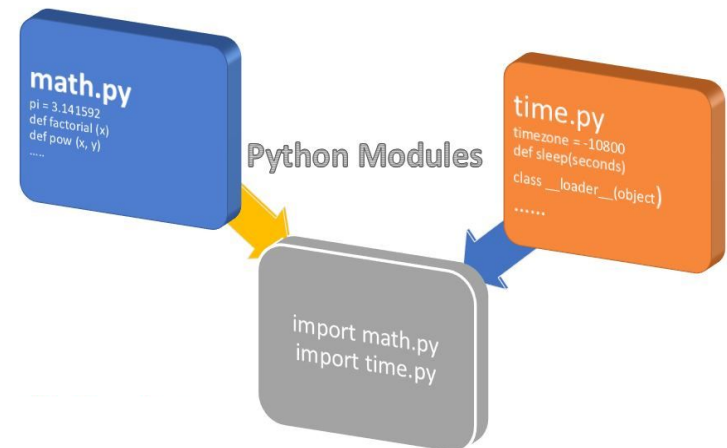 math.py
pi = 3.141592
def factorial (x)
def pow (x, y)
.....
Python Modules
time.py
timezone = -10800
def sleep(seconds)
class __loader__(object)
......
import math.py
import time.py